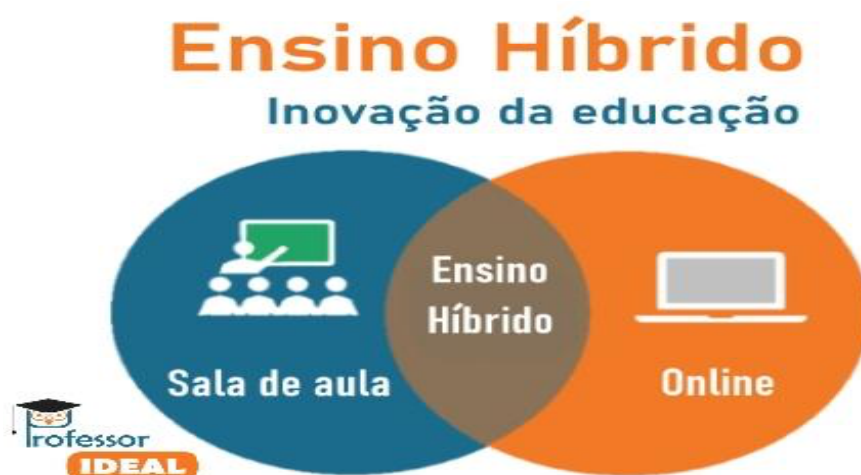 Ensino Híbrido
Inovação da educação
Ensino
Híbrido
Sala de aula
Online
Professor
IDEAL